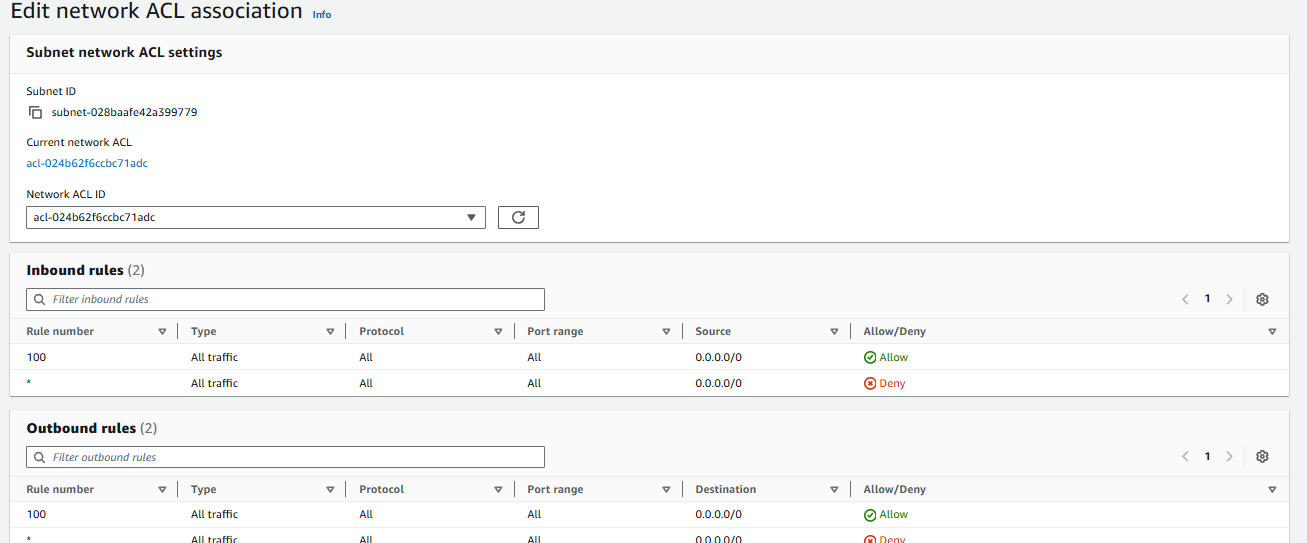 Edit network ACL association Info
Subnet network ACL settings
Subnet ID
subnet-028baafe42a399779
Current network ACL
acl-024b62f6ccbc71adc
Network ACL ID
acl-024b62f6ccbc71adc
Inbound rules (2)
Filter inbound rules
1
Rule number Type Protocol Port range Source Allow/Deny
100 All traffic All All 0.0.0.0/0 Allow
* All traffic All All 0.0.0.0/0 Deny
Outbound rules (2)
Filter outbound rules
1
Rule number Type Protocol Port range Destination Allow/Deny
100 All traffic All All 0.0.0.0/0 Allow
* All traffic All All 0.0.0.0/0 Deny